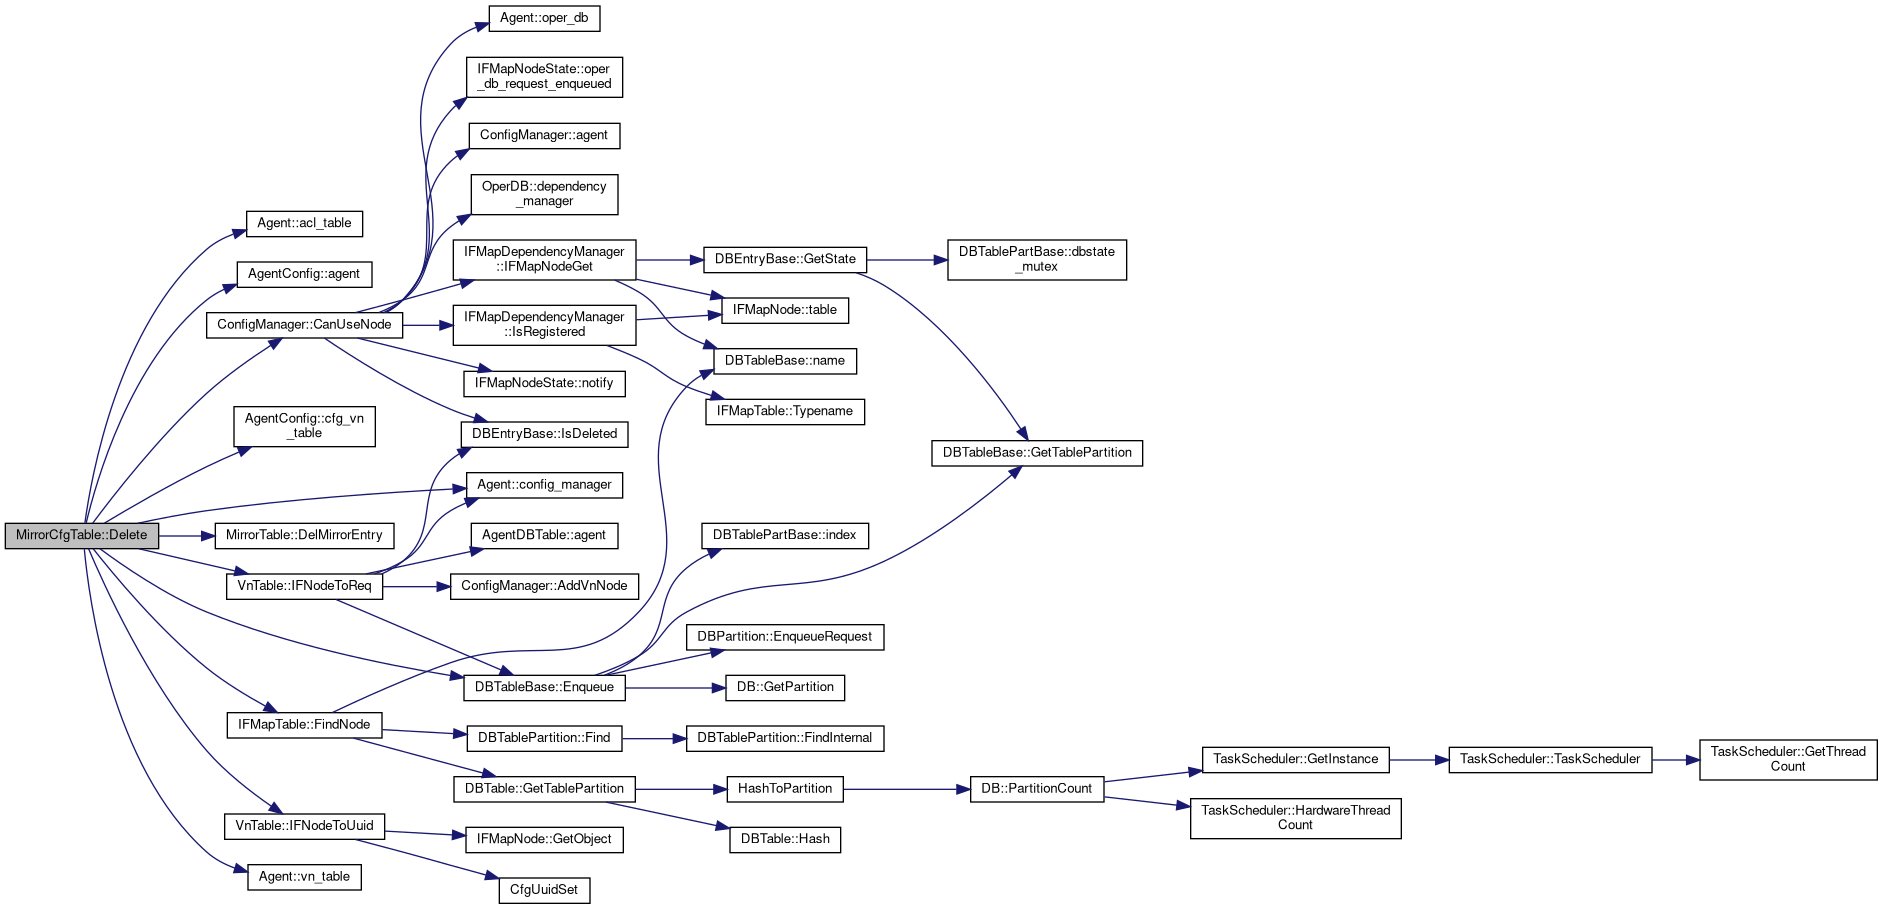 Agent::oper_db
IFMapNodeState::oper
_db_request_enqueued
ConfigManager::agent
OperDB::dependency
_manager
Agent::acl_table
AgentConfig::agent
IFMapDependencyManager
::IFMapNodeGet
DBEntryBase::GetState
DBTablePartBase::dbstate
_mutex
ConfigManager::CanUseNode
IFMapDependencyManager
::IsRegistered
IFMapNode::table
DBTableBase::name
IFMapNodeState::notify
IFMapTable::Typename
AgentConfig::cfg_vn
_table
DBEntryBase::IsDeleted
DBTableBase::GetTablePartition
Agent::config_manager
MirrorCfgTable::Delete
MirrorTable::DelMirrorEntry
AgentDBTable::agent
DBTablePartBase::index
VnTable::IFNodeToReq
ConfigManager::AddVnNode
DBPartition::EnqueueRequest
DBTableBase::Enqueue
DB::GetPartition
IFMapTable::FindNode
DBTablePartition::Find
DBTablePartition::FindInternal
DBTable::GetTablePartition
HashToPartition
DB::PartitionCount
TaskScheduler::GetInstance
TaskScheduler::TaskScheduler
TaskScheduler::GetThread
Count
TaskScheduler::HardwareThread
Count
VnTable::IFNodeToUuid
IFMapNode::GetObject
DBTable::Hash
Agent::vn_table
CfgUuidSet